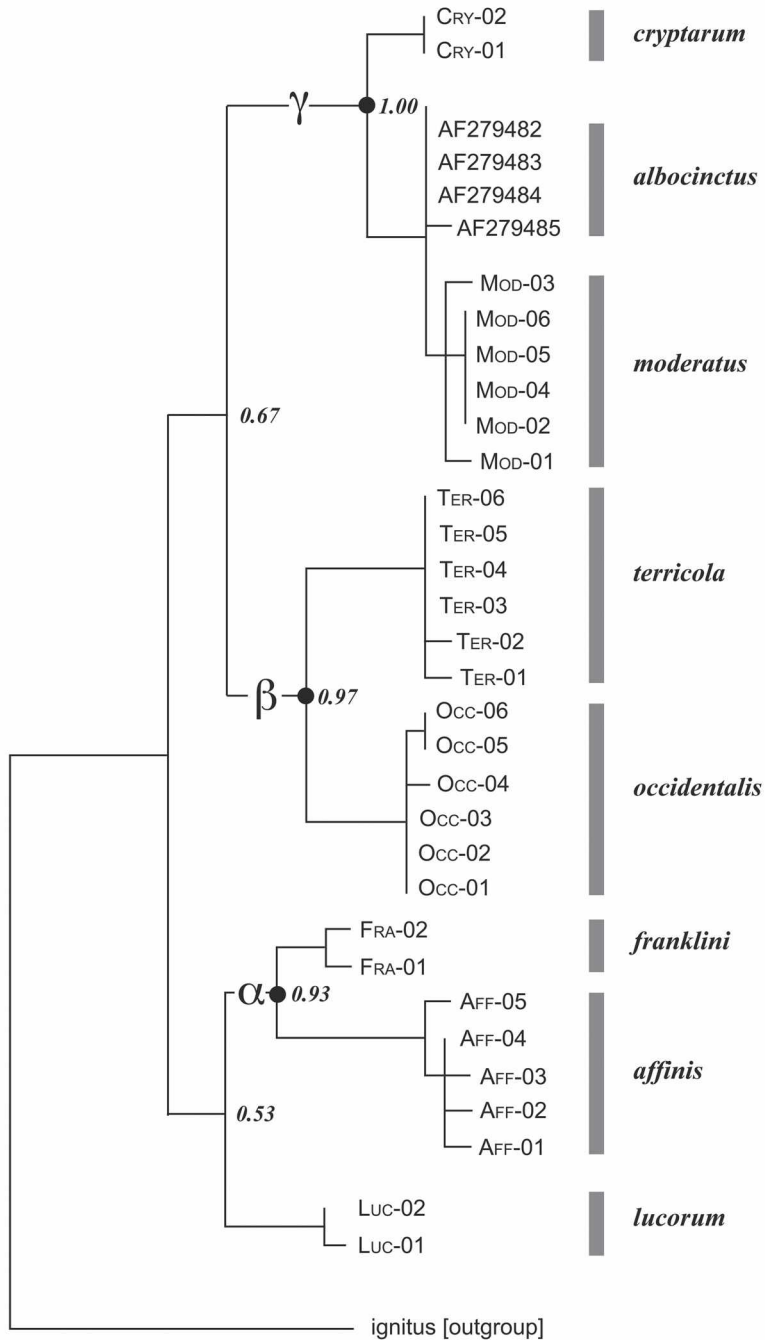 CRY-02
CRY-01
cryptarum
γ
1.00
AF279482
AF279483
AF279484
AF279485
albocinctus
MOD-03
MOD-06
MOD-05
MOD-04
MOD-02
MOD-01
moderatus
0.67
TER-06
TER-05
TER-04
TER-03
TER-02
TER-01
terricola
β
0.97
OCC-06
OCC-05
OCC-04
OCC-03
OCC-02
OCC-01
occidentalis
FRA-02
FRA-01
franklini
α
0.93
AFF-05
AFF-04
AFF-03
AFF-02
AFF-01
affinis
0.53
LUC-02
LUC-01
lucorum
ignitus [outgroup]